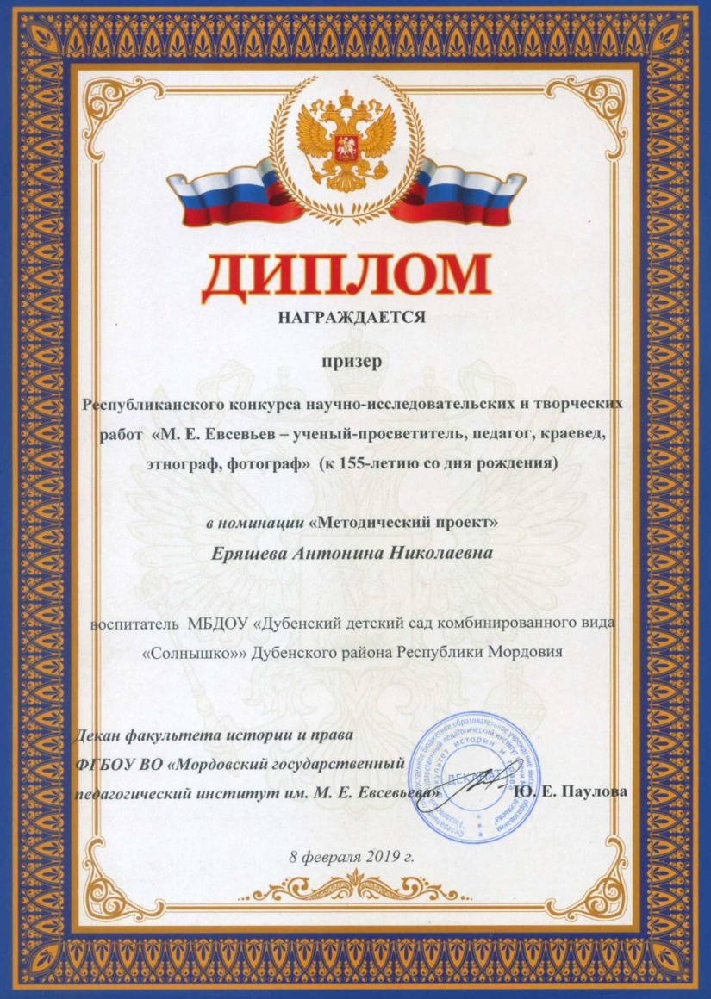 ДИПЛОМ
НАГРАЖДАЕТСЯ
призер
Республиканского конкурса научно-исследовательских и творческих
работ «М. Е. Евсевьев – ученый-просветитель, педагог, краевед,
этнограф, фотограф» (к 155-летию со дня рождения)
в номинации «Методический проект»
Еряшева Антонина Николаевна
воспитатель МБДОУ «Дубенский детский сад комбинированного вида
«Солнышко»» Дубенского района Республики Мордовия
Декан факультета истории и права
ФГБОУ ВО «Мордовский государственный
педагогический институт им. М. Е. Евсевьева»
Ю. Е. Паулова
ДЕКАНАТ
8 февраля 2019 г.